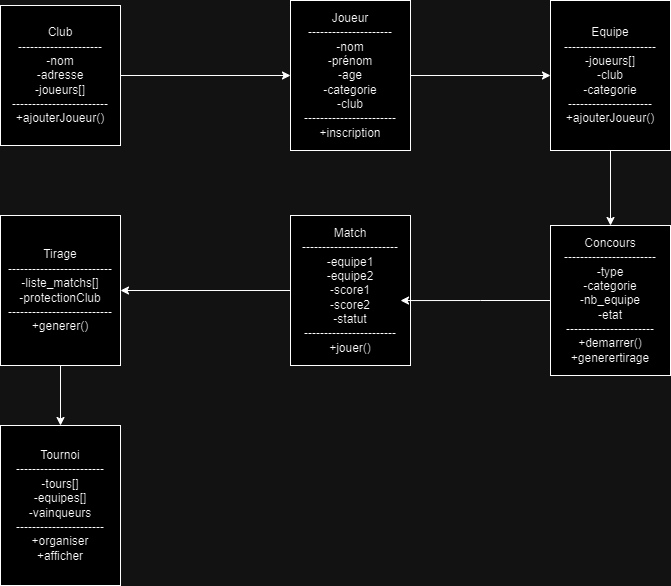 Club
-nom
-adresse
-joueurs[]
+ajouterJoueur()
Joueur
-nom
-prénom
-age
-categorie
-club
+inscription
Equipe
-joueurs[]
-club
-categorie
+ajouterJoueur()
Tirage
-liste_matchs[]
-protectionClub
+generer()
Match
-equipe1
-equipe2
-score1
-score2
-statut
+jouer()
Concours
-type
-categorie
-nb_equipe
-etat
+demarrer()
+generertirage
Tournoi
-tours[]
-equipes[]
-vainqueurs
+organiser
+afficher